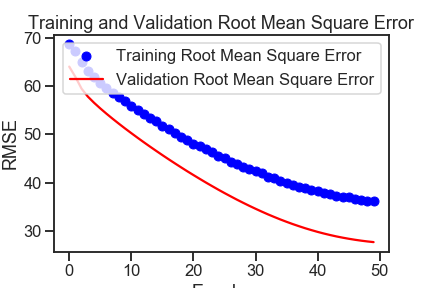 Training and Validation Root Mean Square Error
70
60
50
40
30
RMSE
Training Root Mean Square Error
Validation Root Mean Square Error
0
10
20
30
40
50